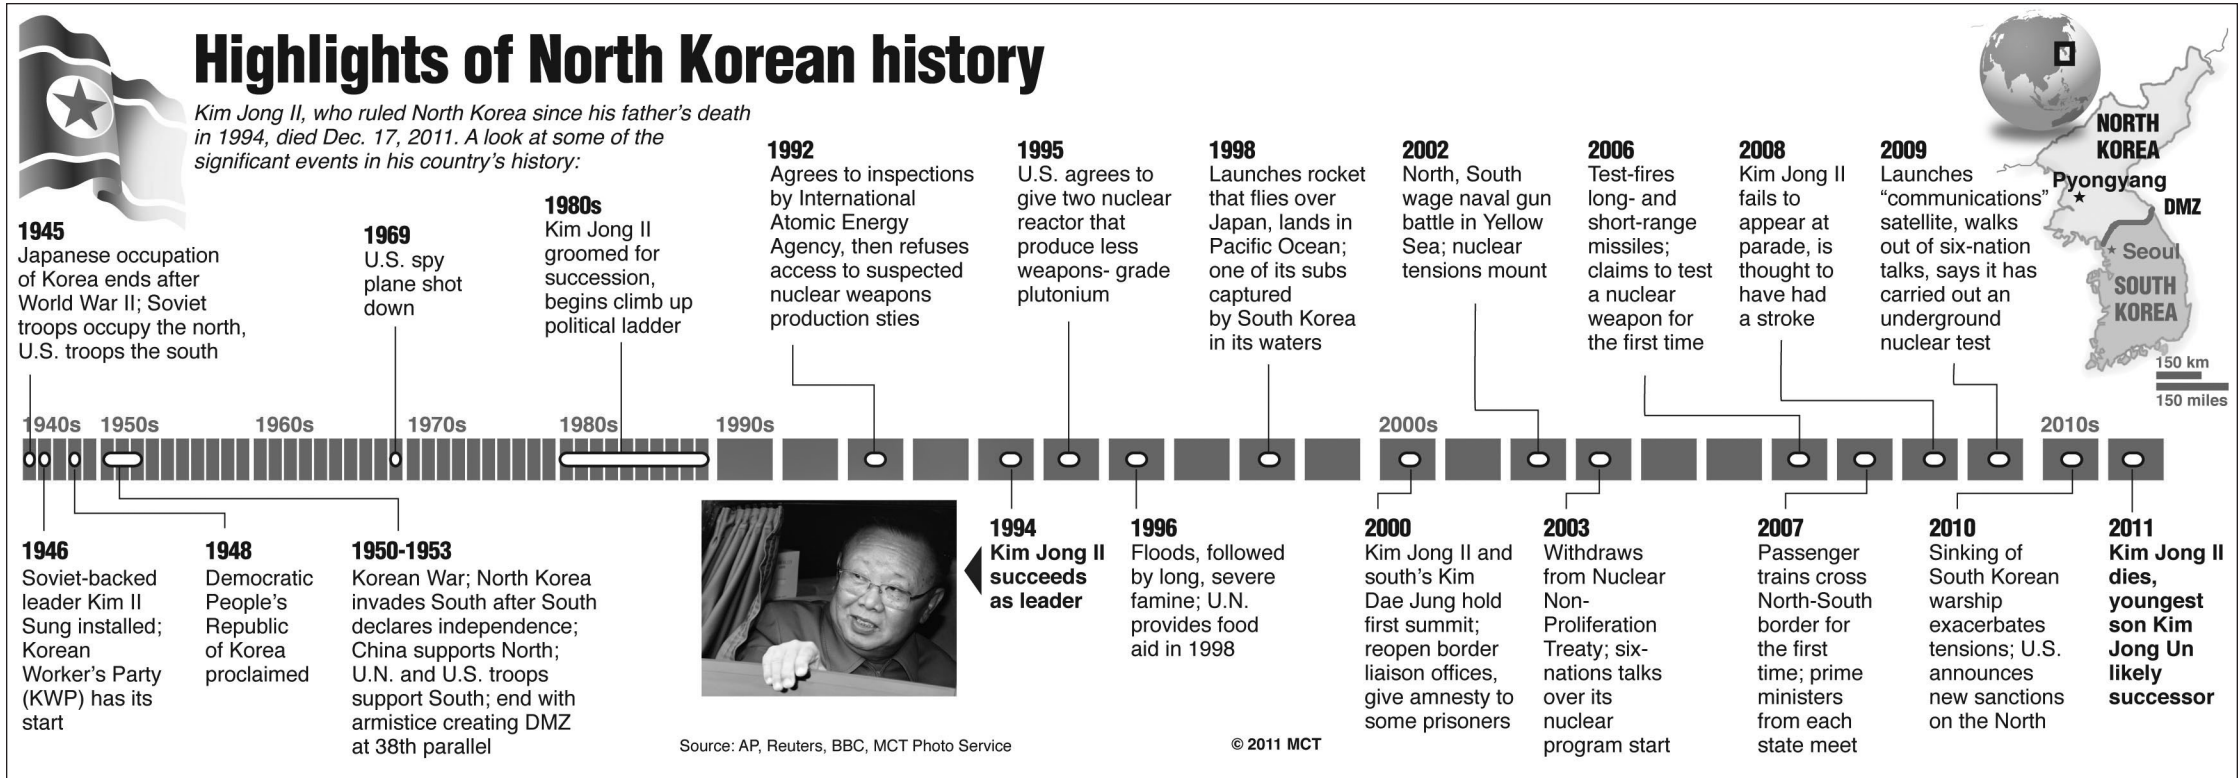 Highlights of North Korean history
Kim Jong Il, who ruled North Korea since his father's death
in 1994, died Dec. 17, 2011. A look at some of the
significant events in his country's history:
1945
Japanese occupation
of Korea ends after
World War II; Soviet
troops occupy the north,
U.S. troops the south
1969
U.S. spy
plane shot
down
1980s
Kim Jong Il
groomed for
succession,
begins climb up
political ladder
1992
Agrees to inspections
by International
Atomic Energy
Agency, then refuses
access to suspected
nuclear weapons
production sties
1995
U.S. agrees to
give two nuclear
reactor that
produce less
weapons- grade
plutonium
1998
Launches rocket
that flies over
Japan, lands in
Pacific Ocean;
one of its subs
captured
by South Korea
in its waters
2002
North, South
wage naval gun
battle in Yellow
Sea; nuclear
tensions mount
2006
Test-fires
long- and
short-range
missiles;
claims to test
a nuclear
weapon for
the first time
2008
Kim Jong Il
fails to
appear at
parade, is
thought to
have had
a stroke
2009
Launches
“communications”
satellite, walks
out of six-nation
talks, says it has
carried out an
underground
nuclear test
NORTH
KOREA
Pyongyang
DMZ
Seoul
SOUTH
KOREA
150 km
150 miles
1940s
1950s
1960s
1970s
1980s
1990s
2000s
2010s
1946
Soviet-backed
leader Kim Il
Sung installed;
Korean
Worker's Party
(KWP) has its
start
1948
Democratic
People's
Republic
of Korea
proclaimed
1950-1953
Korean War; North Korea
invades South after South
declares independence;
China supports North;
U.N. and U.S. troops
support South; end with
armistice creating DMZ
at 38th parallel
1994
Kim Jong Il
succeeds
as leader
1996
Floods, followed
by long, severe
famine; U.N.
provides food
aid in 1998
2000
Kim Jong Il and
south's Kim
Dae Jung hold
first summit;
reopen border
liaison offices,
give amnesty to
some prisoners
2003
Withdraws
from Nuclear
Non-
Proliferation
Treaty; six-
nations talks
over its
nuclear
program start
2007
Passenger
trains cross
North-South
border for
the first
time; prime
ministers
from each
state meet
2010
Sinking of
South Korean
warship
exacerbates
tensions; U.S.
announces
new sanctions
on the North
2011
Kim Jong Il
dies,
youngest
son Kim
Jong Un
likely
successor
Source: AP, Reuters, BBC, MCT Photo Service
© 2011 MCT